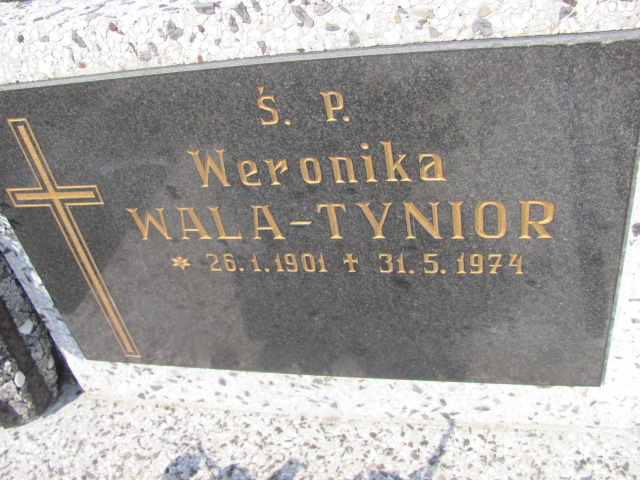 Ś. P.
Weronika
WALA-TYNIOR
* 26.1.1901 ✝ 31.5.1974